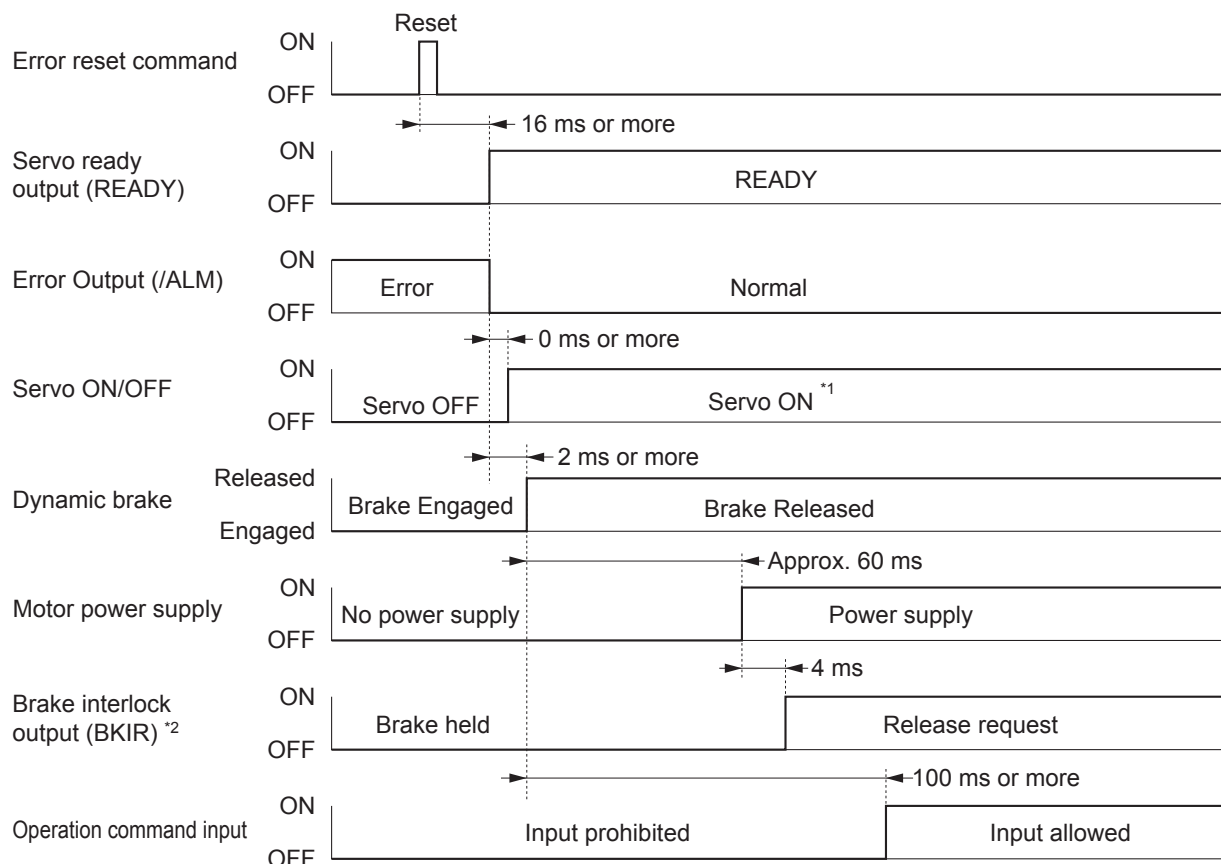 Reset
ON
Error reset command
OFF
16 ms or more
ON
Servo ready
output (READY)
READY
OFF
ON
Error Output (/ALM)
Error
Normal
OFF
0 ms or more
ON
Servo ON/OFF
Servo OFF
Servo ON *1
OFF
2 ms or more
Released
Dynamic brake
Brake Engaged
Brake Released
Engaged
Approx. 60 ms
ON
Motor power supply
No power supply
Power supply
OFF
4 ms
ON
Brake interlock
output (BKIR) *2
Brake held
Release request
OFF
100 ms or more
ON
Operation command input
Input prohibited
Input allowed
OFF